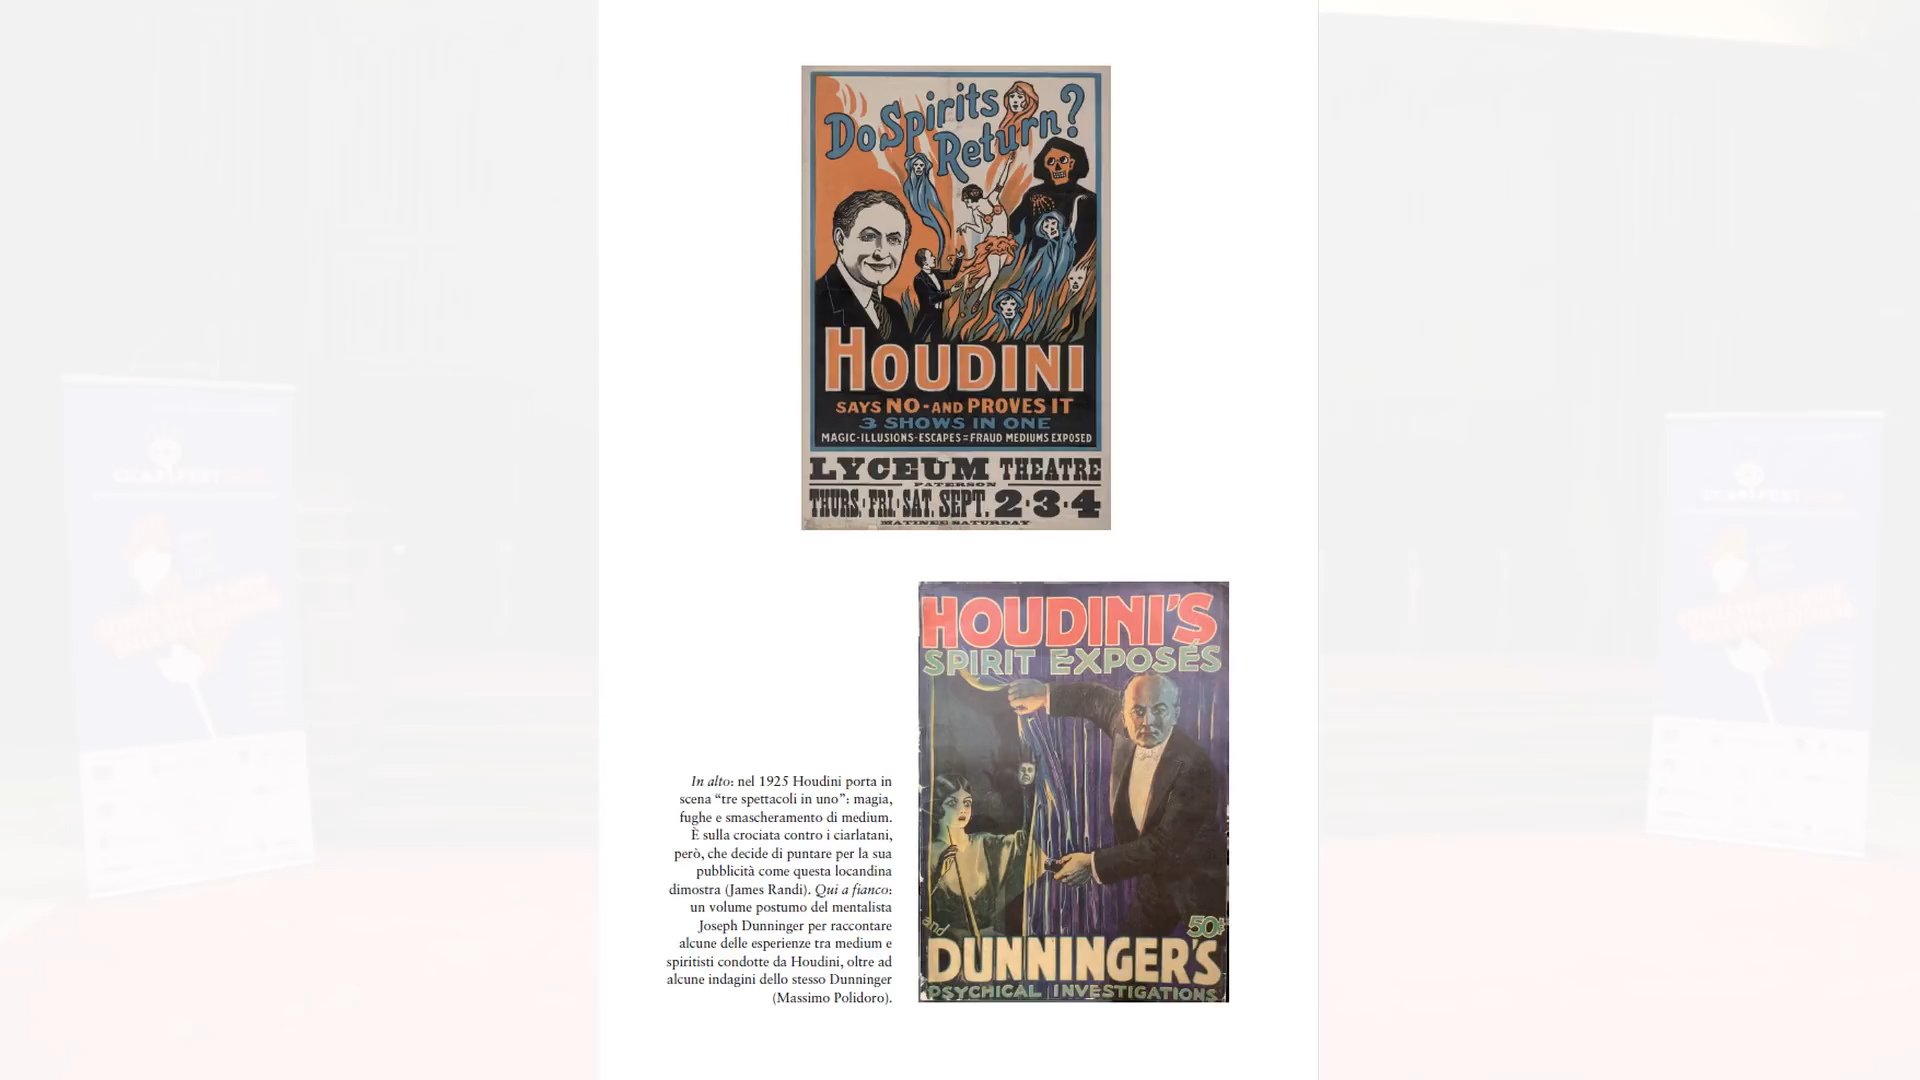 Do Spirits
Return?
HOUDINI
SAYS NO - AND PROVES IT
3 SHOWS IN ONE
MAGIC - ILLUSIONS - ESCAPES = FRAUD MEDIUMS EXPOSED
LYCEUM THEATRE
PATERSON
THURS. FRI. SAT. SEPT. 2·3·4
MATINEE SATURDAY
HOUDINI'S
SPIRIT EXPOSÉS
In alto: nel 1925 Houdini porta in
scena “tre spettacoli in uno”: magia,
fughe e smascheramento di medium.
È sulla crociata contro i ciarlatani,
però, che decide di puntare per la sua
pubblicità come questa locandina
dimostra (James Randi). Qui a fianco:
un volume postumo del mentalista
Joseph Dunninger per raccontare
alcune delle esperienze tra medium e
spiritisti condotte da Houdini, oltre ad
alcune indagini dello stesso Dunninger
(Massimo Polidoro).
and
50¢
DUNNINGER'S
PSYCHICAL INVESTIGATIONS